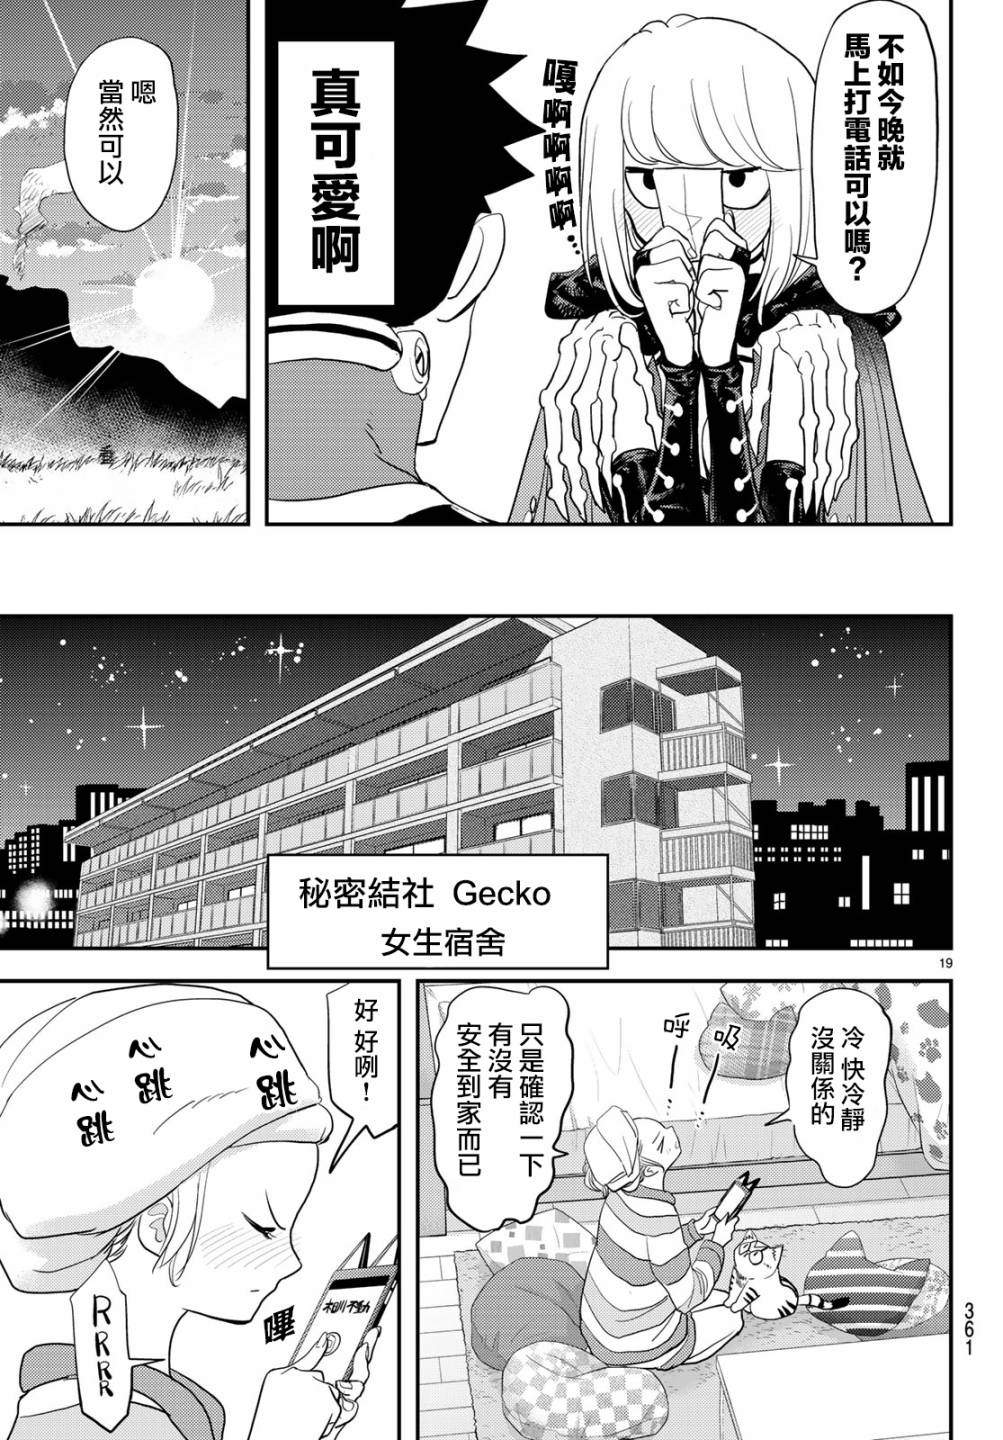 不如今晚就
馬上打電話可以嗎？
嘎啊啊啊啊啊…
真可愛啊
嗯
當然可以
秘密結社 Gecko
女生宿舍
19
冷 快冷靜
沒關係的
吸—
呼—
只是確認一下
有沒有
安全到家而已
好好咧！
心跳
心跳
心跳
嗶
RRRR
361